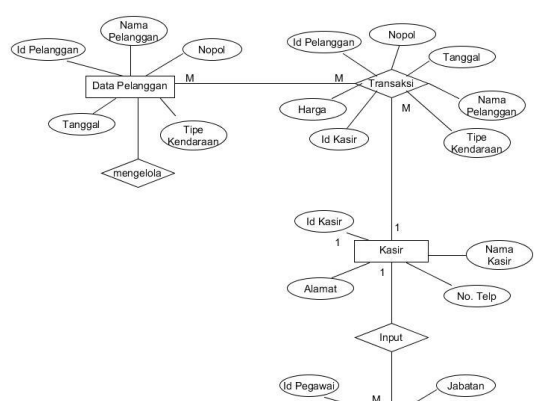 Nama
Pelanggan
Id Pelanggan
Nopol
Data Pelanggan
M
Tanggal
Tipe
Kendaraan
mengelola
Id Pelanggan
Nopol
Tanggal
M
Transaksi
Harga
M
Nama
Pelanggan
Id Kasir
Tipe
Kendaraan
Id Kasir
1
1
Kasir
Nama
Kasir
1
Alamat
No. Telp
Input
Id Pegawai
Jabatan
M